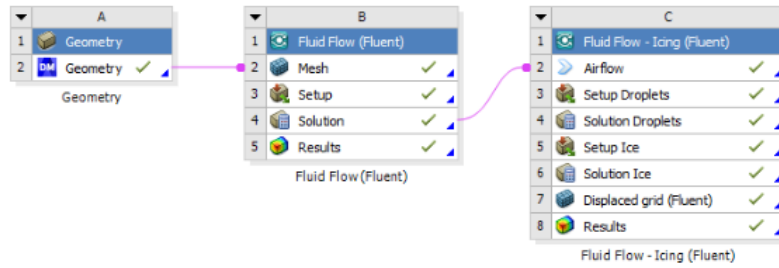 A
1 Geometry
2 DM Geometry
Geometry
B
1 Fluid Flow (Fluent)
2 Mesh
3 Setup
4 Solution
5 Results
Fluid Flow (Fluent)
C
1 Fluid Flow - Icing (Fluent)
2 Airflow
3 Setup Droplets
4 Solution Droplets
5 Setup Ice
6 Solution Ice
7 Displaced grid (Fluent)
8 Results
Fluid Flow - Icing (Fluent)